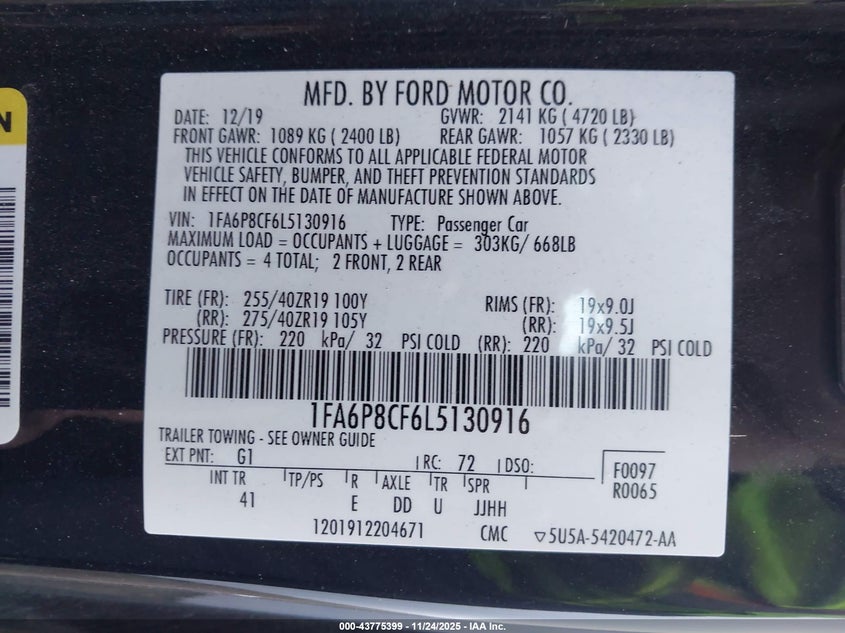 N
MFD. BY FORD MOTOR CO.
DATE: 12/19 GVWR: 2141 KG ( 4720 LB)
FRONT GAWR: 1089 KG ( 2400 LB) REAR GAWR: 1057 KG ( 2330 LB)
THIS VEHICLE CONFORMS TO ALL APPLICABLE FEDERAL MOTOR
VEHICLE SAFETY, BUMPER, AND THEFT PREVENTION STANDARDS
IN EFFECT ON THE DATE OF MANUFACTURE SHOWN ABOVE.
VIN: 1FA6P8CF6L5130916 TYPE: Passenger Car
MAXIMUM LOAD = OCCUPANTS + LUGGAGE = 303KG/ 668LB
OCCUPANTS = 4 TOTAL; 2 FRONT, 2 REAR
TIRE (FR): 255/40ZR19 100Y RIMS (FR): 19x9.0J
(RR): 275/40ZR19 105Y (RR): 19x9.5J
PRESSURE (FR): 220 kPa/ 32 PSI COLD (RR): 220 kPa/ 32 PSI COLD
1FA6P8CF6L5130916
TRAILER TOWING - SEE OWNER GUIDE
EXT PNT: G1 RC: 72 DSO: F0097
INT TR TP/PS R AXLE TR SPR R0065
41 E DD U JJHH
1201912204671 CMC ▽5U5A-5420472-AA
000-43775399 - 11/24/2025 - IAA Inc.